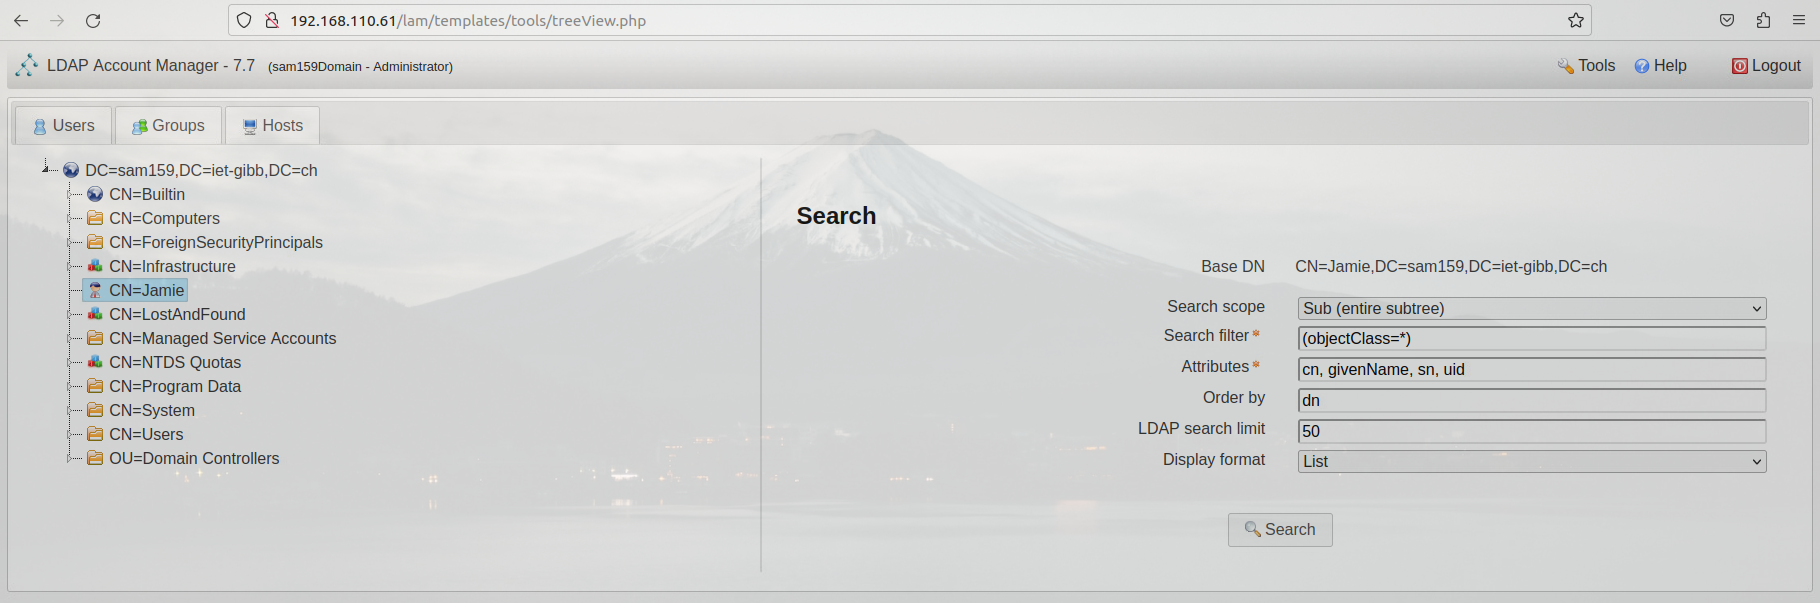 192.168.110.61/lam/templates/tools/treeView.php
LDAP Account Manager - 7.7 (sam159Domain - Administrator)
Tools Help Logout
Users Groups Hosts
DC=sam159,DC=iet-gibb,DC=ch
CN=Builtin
CN=Computers
CN=ForeignSecurityPrincipals
CN=Infrastructure
CN=Jamie
CN=LostAndFound
CN=Managed Service Accounts
CN=NTDS Quotas
CN=Program Data
CN=System
CN=Users
OU=Domain Controllers
Search
Base DN CN=Jamie,DC=sam159,DC=iet-gibb,DC=ch
Search scope Sub (entire subtree)
Search filter* (objectClass=*)
Attributes* cn, givenName, sn, uid
Order by dn
LDAP search limit 50
Display format List
Search